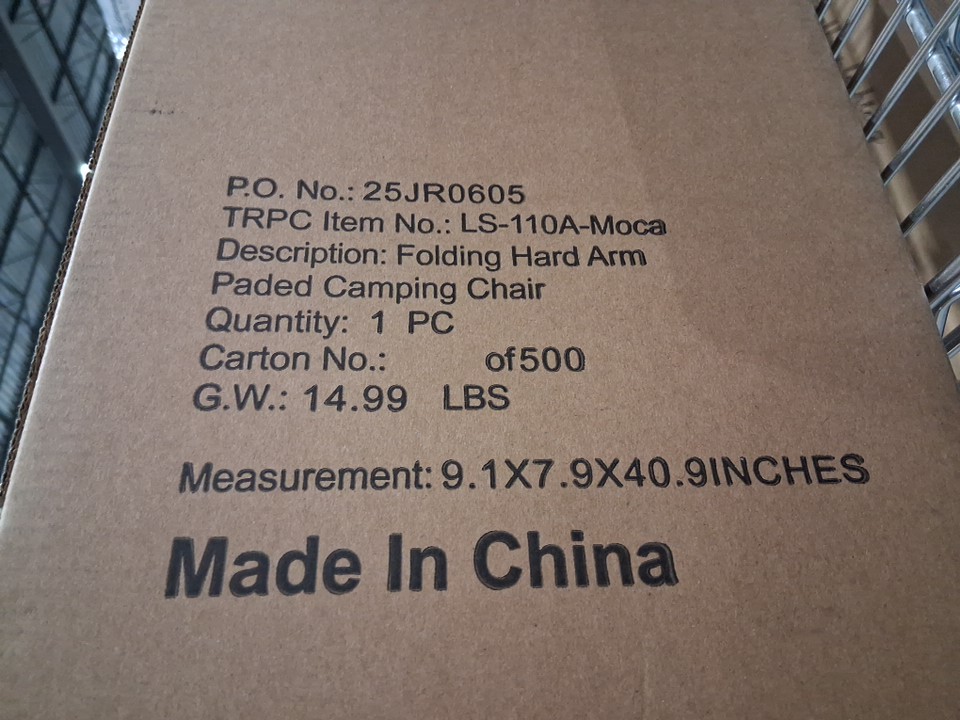 P.O. No.: 25JR0605
TRPC Item No.: LS-110A-Moca
Description: Folding Hard Arm
Paded Camping Chair
Quantity: 1 PC
Carton No.: of500
G.W.: 14.99 LBS
Measurement: 9.1X7.9X40.9INCHES
Made In China